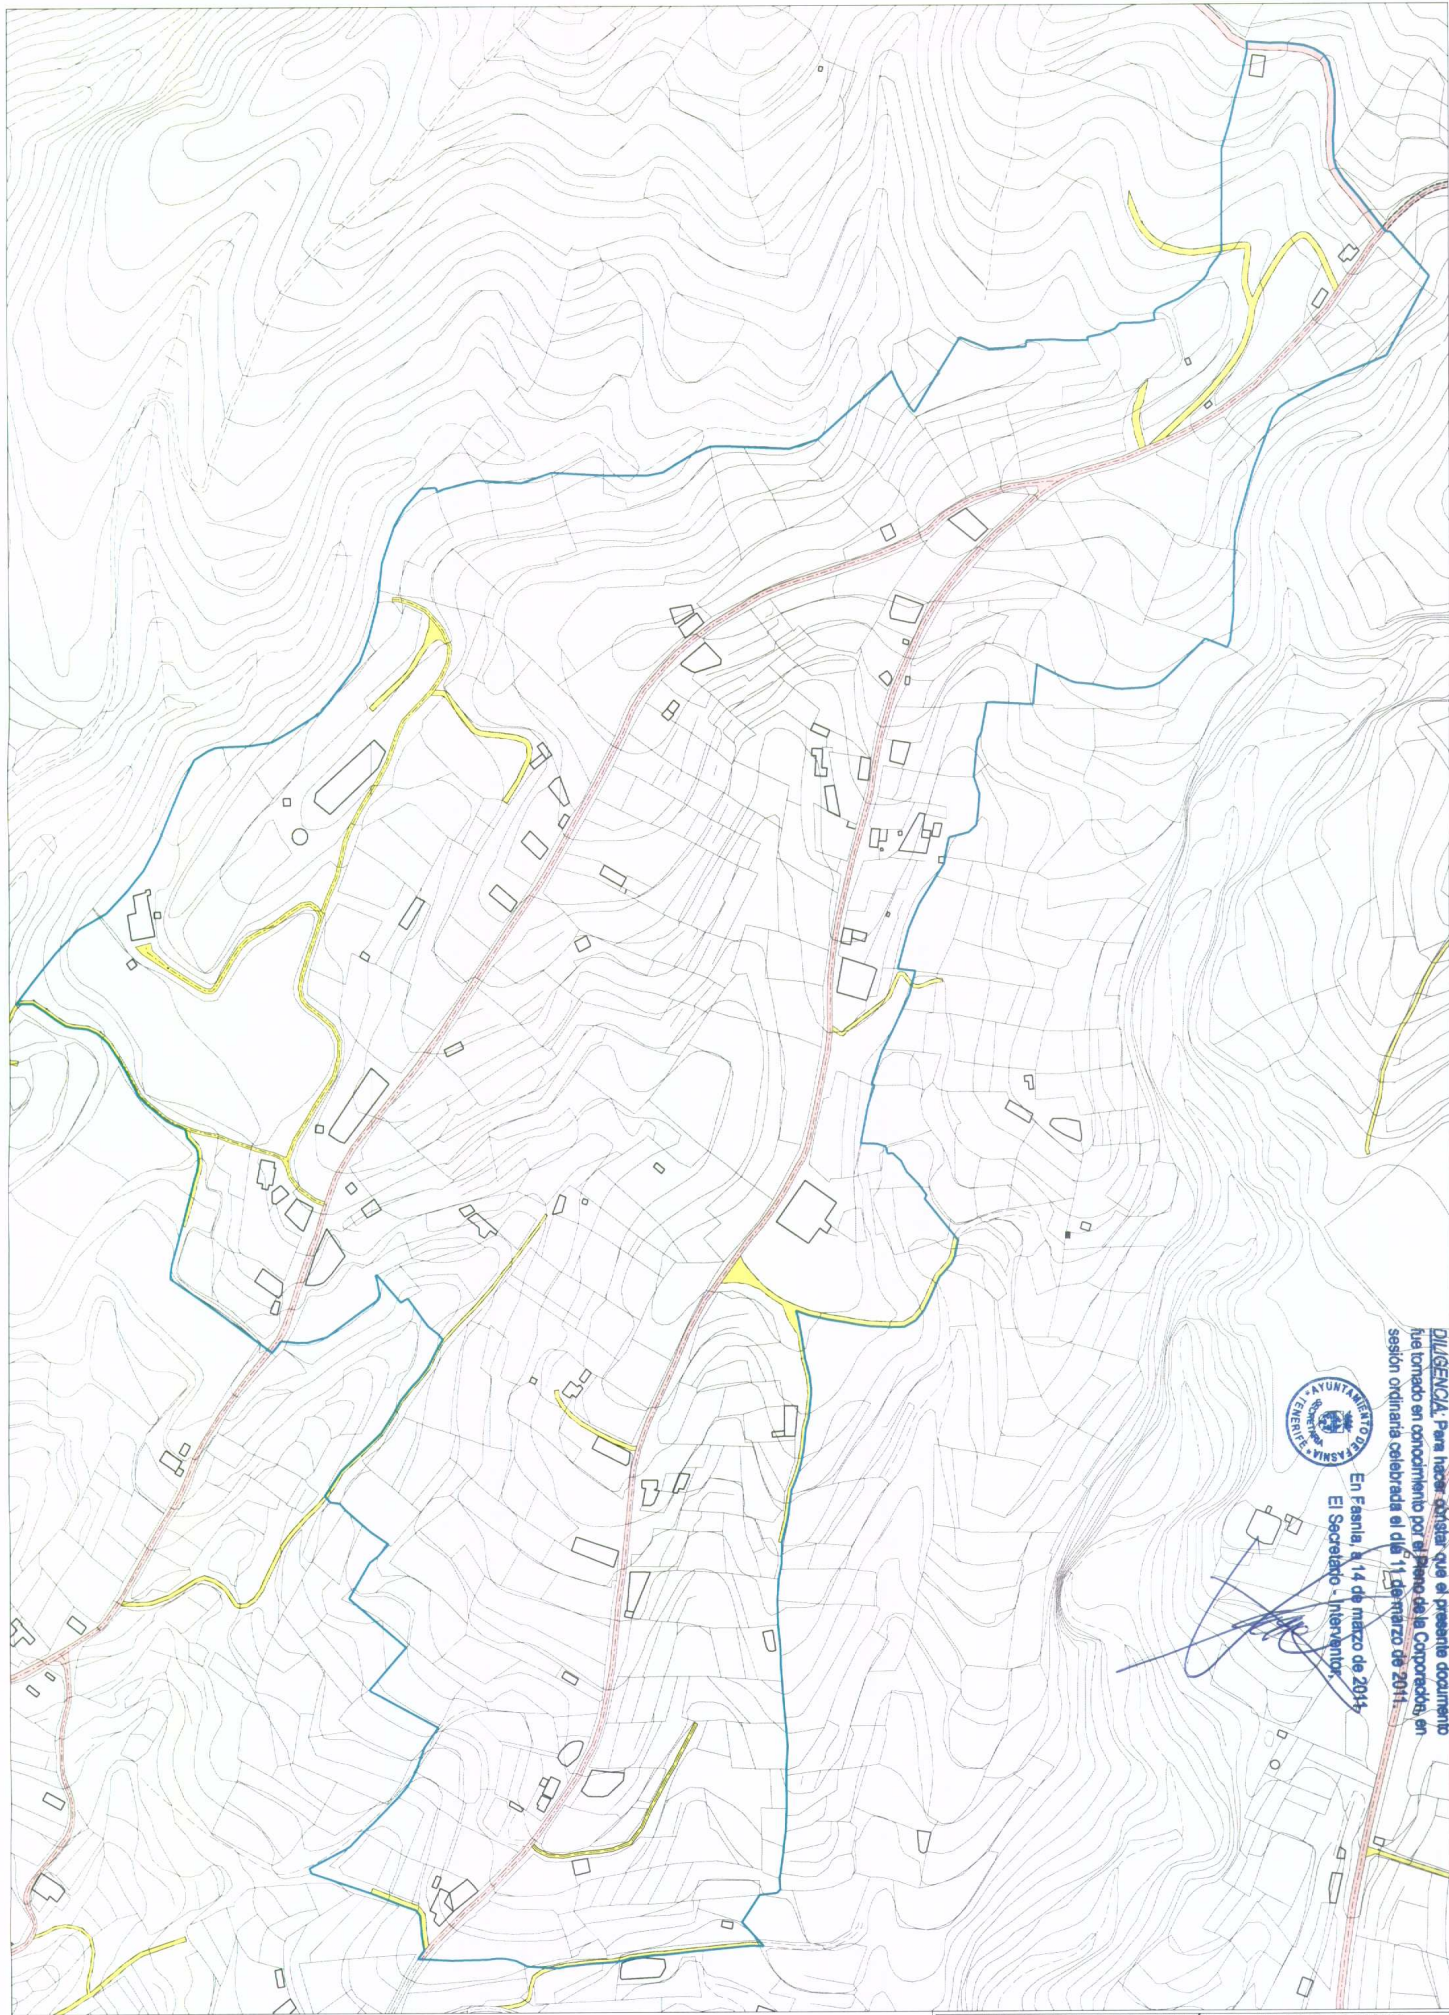 DILIGENCIA: Para hacer constar que el presente documento
fue tomado en conocimiento por el Pleno de la Corporación, en
sesión ordinaria celebrada el día 11 de marzo de 2011.
En Fasnia, a 14 de marzo de 2011,
El Secretario - Interventor,
AYUNTAMIENTO DE FASNIA
SECRETARIA
TENERIFE